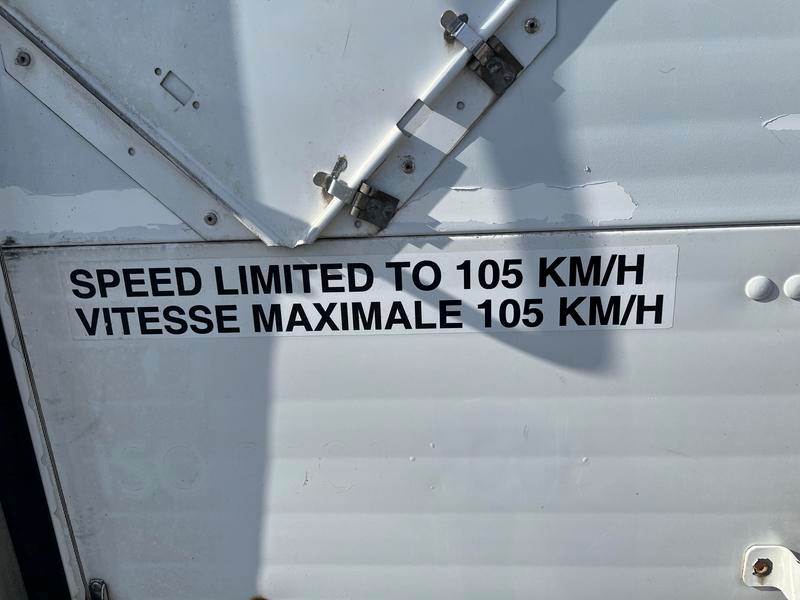 SPEED LIMITED TO 105 KM/H
VITESSE MAXIMALE 105 KM/H